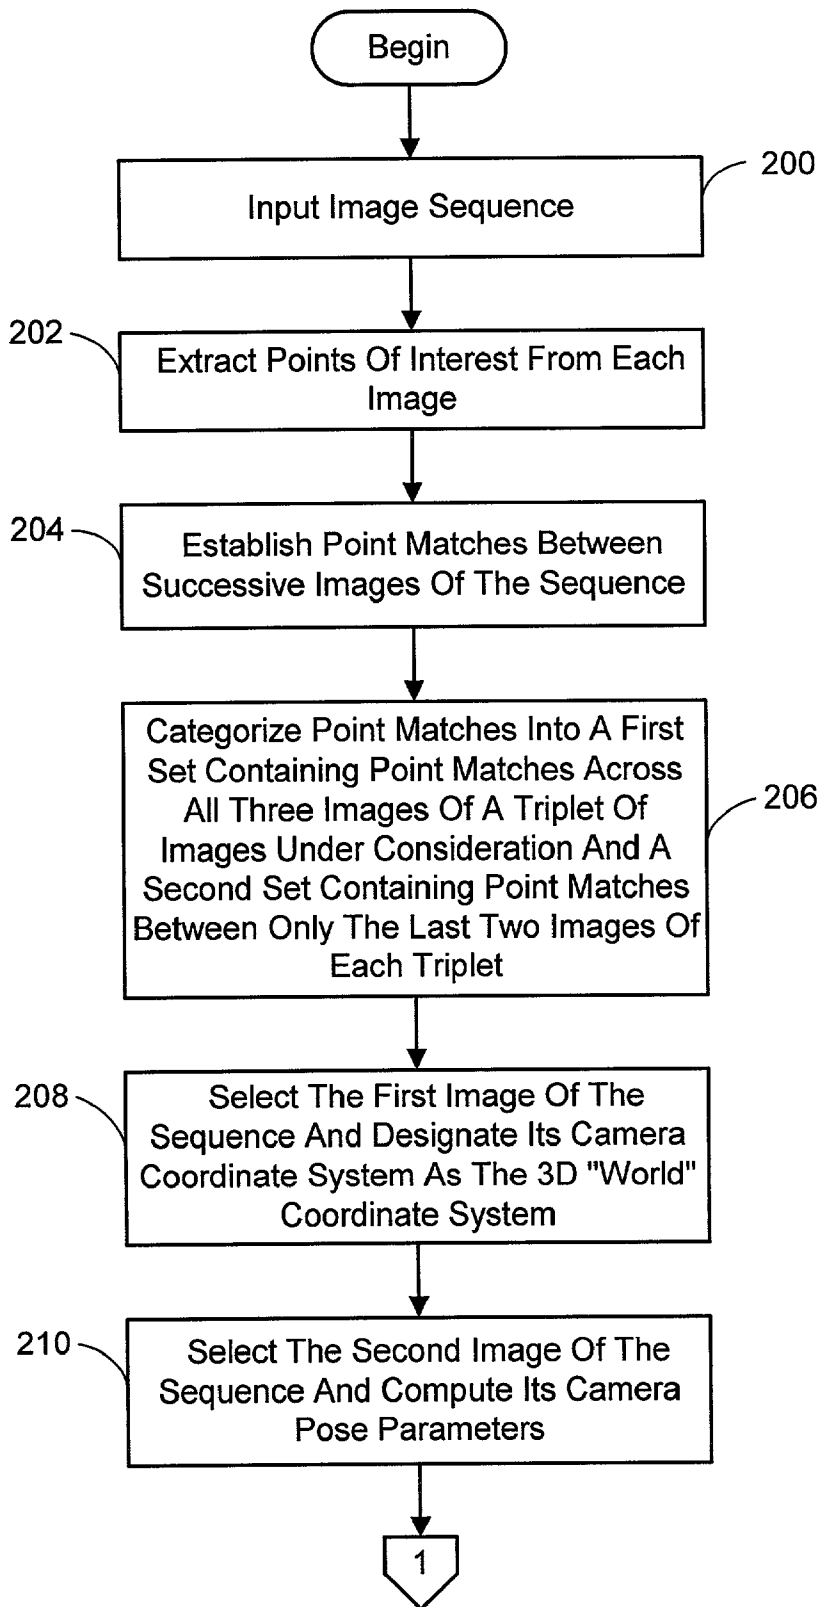 Begin
200
Input Image Sequence
202
Extract Points Of Interest From Each
Image
204
Establish Point Matches Between
Successive Images Of The Sequence
Categorize Point Matches Into A First
Set Containing Point Matches Across
All Three Images Of A Triplet Of
Images Under Consideration And A
Second Set Containing Point Matches
Between Only The Last Two Images Of
Each Triplet
206
208
Select The First Image Of The
Sequence And Designate Its Camera
Coordinate System As The 3D "World"
Coordinate System
210
Select The Second Image Of The
Sequence And Compute Its Camera
Pose Parameters
1